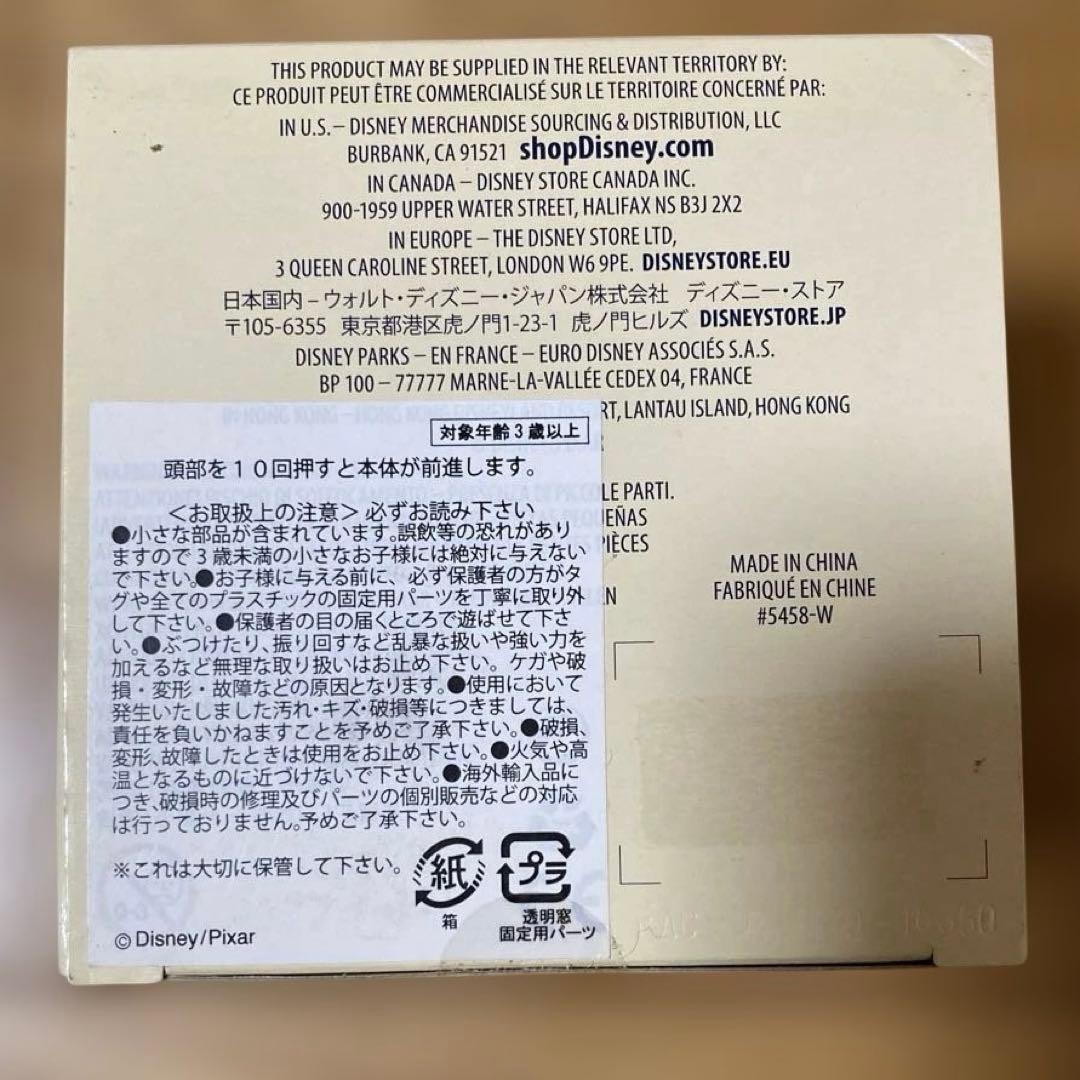 THIS PRODUCT MAY BE SUPPLIED IN THE RELEVANT TERRITORY BY:
CE PRODUIT PEUT ÊTRE COMMERCIALISÉ SUR LE TERRITOIRE CONCERNÉ PAR:
IN U.S. – DISNEY MERCHANDISE SOURCING & DISTRIBUTION, LLC
BURBANK, CA 91521 shopDisney.com
IN CANADA – DISNEY STORE CANADA INC.
900-1959 UPPER WATER STREET, HALIFAX NS B3J 2X2
IN EUROPE – THE DISNEY STORE LTD,
3 QUEEN CAROLINE STREET, LONDON W6 9PE. DISNEYSTORE.EU
日本国内 – ウォルト・ディズニー・ジャパン株式会社 ディズニー・ストア
〒105-6355 東京都港区虎ノ門1-23-1 虎ノ門ヒルズ DISNEYSTORE.JP
DISNEY PARKS – EN FRANCE – EURO DISNEY ASSOCIÉS S.A.S.
BP 100 – 77777 MARNE-LA-VALLÉE CEDEX 04, FRANCE
RT, LANTAU ISLAND, HONG KONG
LE PARTI.
UEÑAS
PIÈCES
対象年齢3歳以上
頭部を10回押すと本体が前進します。
<お取扱上の注意>必ずお読み下さい
●小さな部品が含まれています。誤飲等の恐れがあり
ますので3歳未満の小さなお子様には絶対に与えない
で下さい。●お子様に与える前に、必ず保護者の方がタ
グや全てのプラスチックの固定用パーツを丁寧に取り外
して下さい。●保護者の目の届くところで遊ばせて下さ
い。●ぶつけたり、振り回すなど乱暴な扱いや強い力を
加えるなど無理な取り扱いはお止め下さい。ケガや破
損・変形・故障などの原因となります。●使用において
発生いたしました汚れ・キズ・破損等につきましては、
責任を負いかねますことを予めご了承下さい。●破損、
変形、故障したときは使用をお止め下さい。●火気や高
温となるものに近づけないで下さい。●海外輸入品に
つき、破損時の修理及びパーツの個別販売などの対応
は行っておりません。予めご了承下さい。
※これは大切に保管して下さい。
紙
箱
プラ
透明窓
固定用パーツ
©Disney/Pixar
MADE IN CHINA
FABRIQUÉ EN CHINE
#5458-W